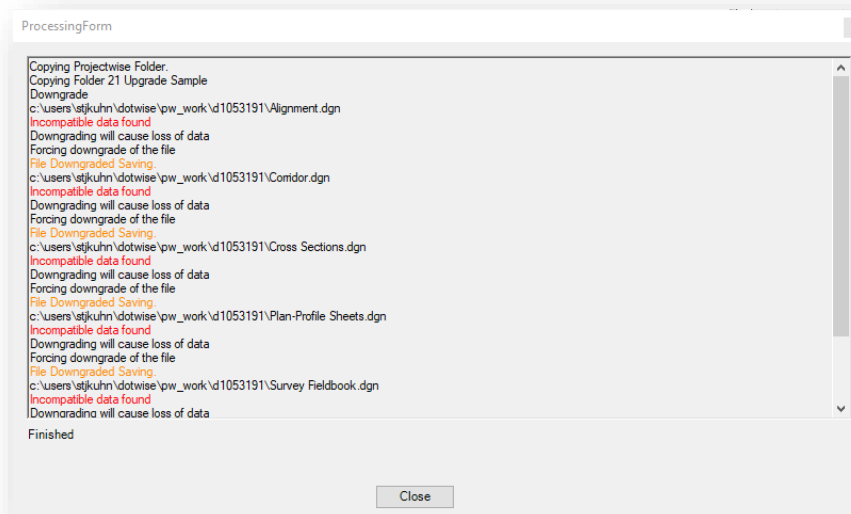 ProcessingForm
Copying Projectwise Folder.
Copying Folder 21 Upgrade Sample
Downgrade
c:\users\stjkuhn\dotwise\pw_work\d1053191\Alignment.dgn
Incompatible data found
Downgrading will cause loss of data
Forcing downgrade of the file
File Downgraded Saving.
c:\users\stjkuhn\dotwise\pw_work\d1053191\Corridor.dgn
Incompatible data found
Downgrading will cause loss of data
Forcing downgrade of the file
File Downgraded Saving.
c:\users\stjkuhn\dotwise\pw_work\d1053191\Cross Sections.dgn
Incompatible data found
Downgrading will cause loss of data
Forcing downgrade of the file
File Downgraded Saving.
c:\users\stjkuhn\dotwise\pw_work\d1053191\Plan-Profile Sheets.dgn
Incompatible data found
Downgrading will cause loss of data
Forcing downgrade of the file
File Downgraded Saving.
c:\users\stjkuhn\dotwise\pw_work\d1053191\Survey Fieldbook.dgn
Incompatible data found
Downgrading will cause loss of data
Finished
Close